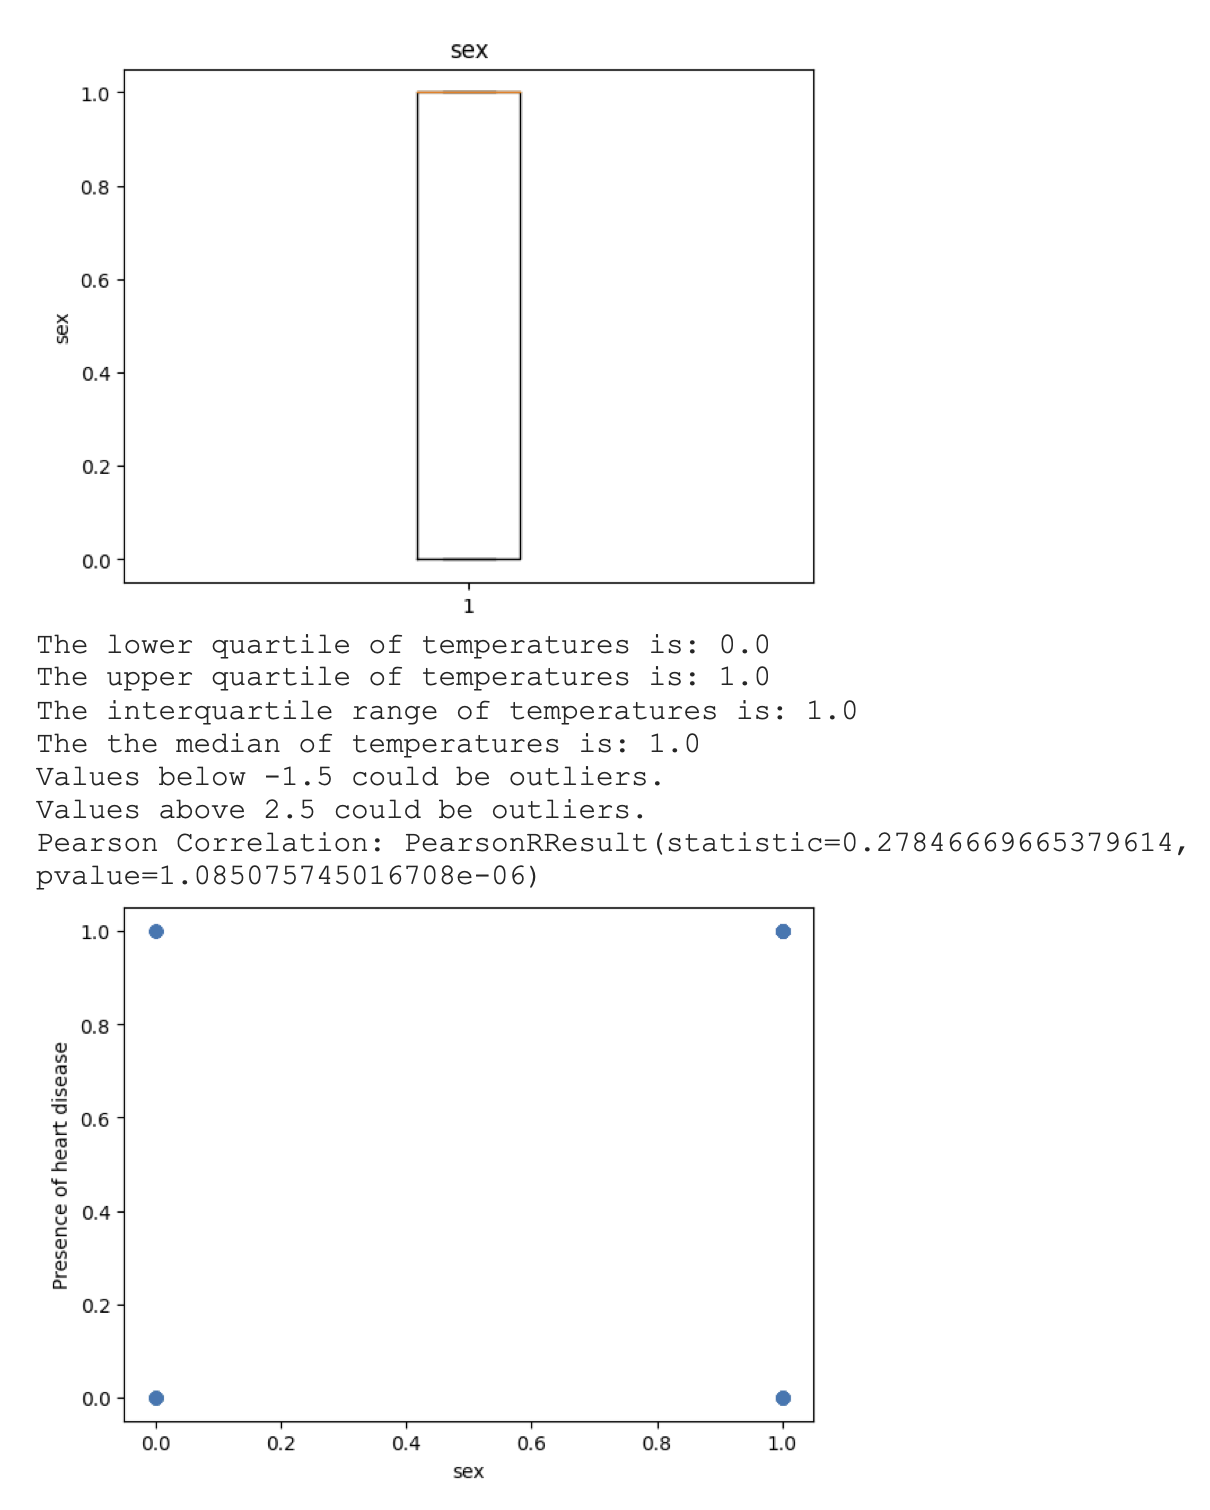 sex
1.0
0.8
0.6
0.4
0.2
0.0
sex
1
The lower quartile of temperatures is: 0.0
The upper quartile of temperatures is: 1.0
The interquartile range of temperatures is: 1.0
The the median of temperatures is: 1.0
Values below -1.5 could be outliers.
Values above 2.5 could be outliers.
Pearson Correlation: PearsonRResult(statistic=0.27846669665379614,
pvalue=1.085075745016708e-06)
1.0
0.8
0.6
0.4
0.2
0.0
Presence of heart disease
0.0 0.2 0.4 0.6 0.8 1.0
sex